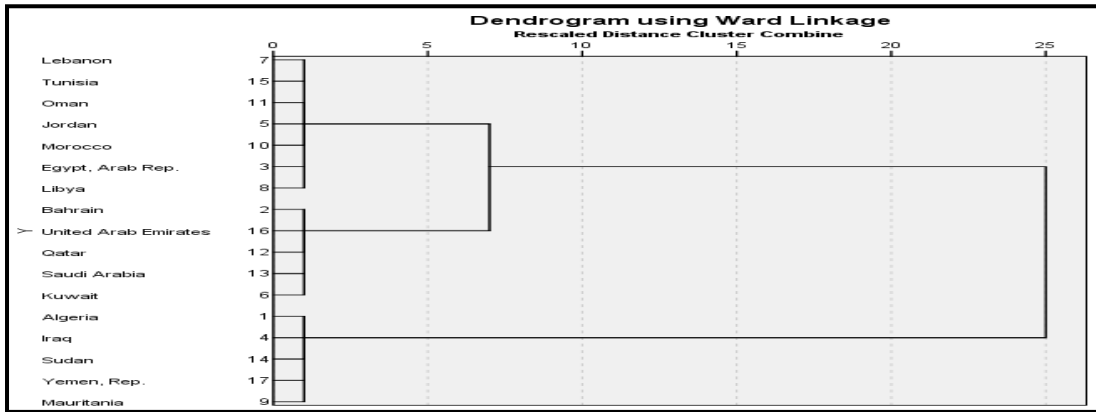 Dendrogram using Ward Linkage
Rescaled Distance Cluster Combine
0 5 10 15 20 25
Lebanon 7
Tunisia 15
Oman 11
Jordan 5
Morocco 10
Egypt, Arab Rep. 3
Libya 8
Bahrain 2
Y United Arab Emirates 16
Qatar 12
Saudi Arabia 13
Kuwait 6
Algeria 1
Iraq 4
Sudan 14
Yemen, Rep. 17
Mauritania 9